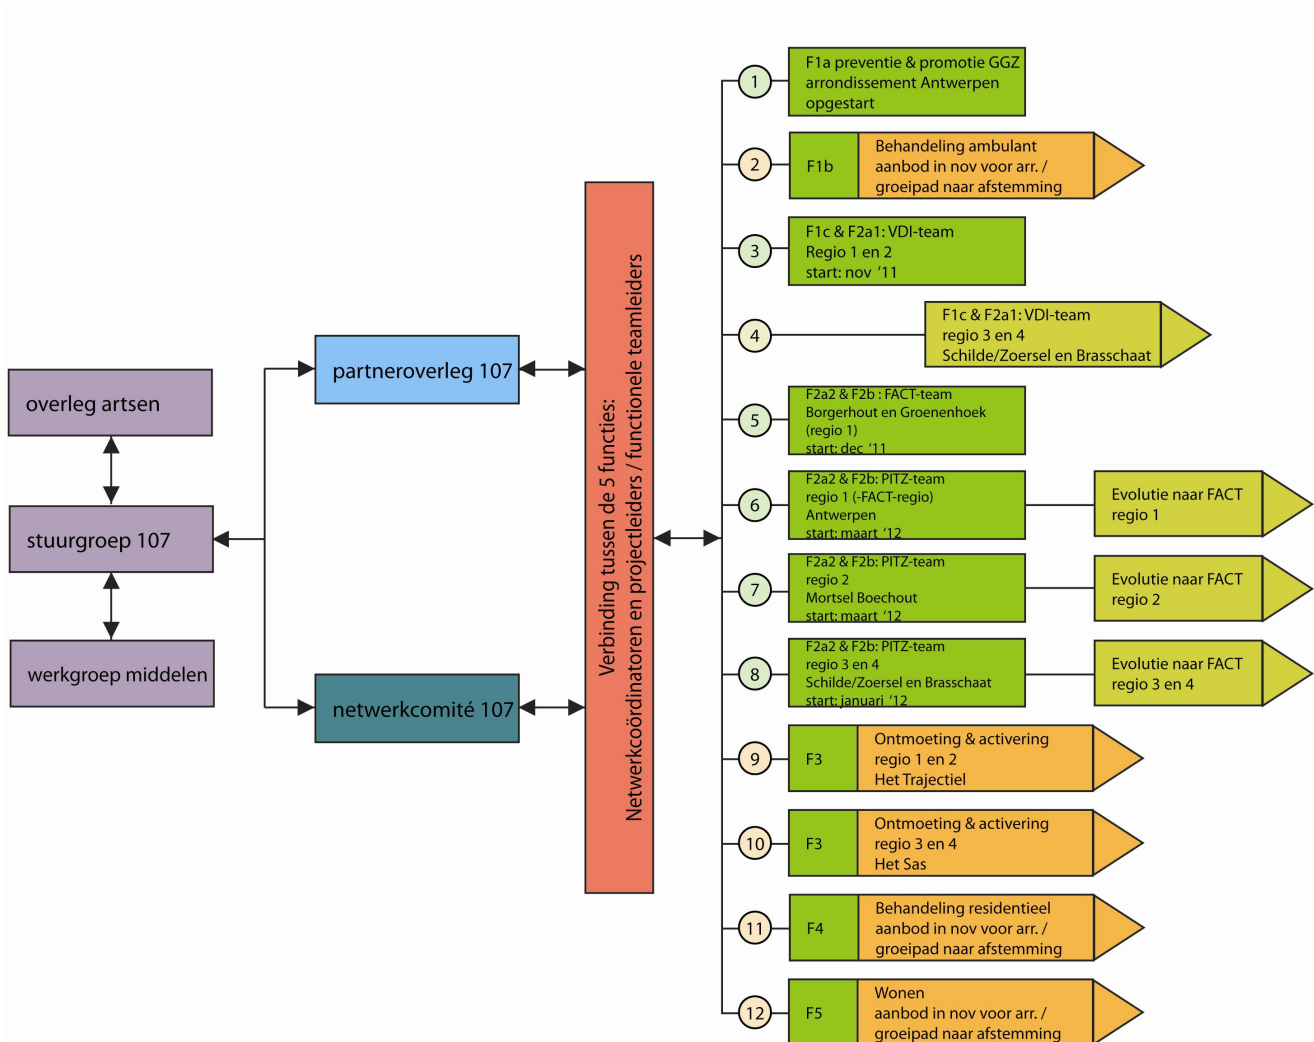 overleg artsen
stuurgroep 107
werkgroep middelen
partneroverleg 107
netwerkcomité 107
Verbinding tussen de 5 functies:
Netwerkcoördinatoren en projectleiders / functionele teamleiders
1
F1a preventie & promotie GGZ
arrondissement Antwerpen
opgestart
2
F1b
Behandeling ambulant
aanbod in nov voor arr. /
groeipad naar afstemming
3
F1c & F2a1: VDI-team
Regio 1 en 2
start: nov ‘11
4
F1c & F2a1: VDI-team
regio 3 en 4
Schilde/Zoersel en Brasschaat
5
F2a2 & F2b : FACT-team
Borgerhout en Groenenhoek
(regio 1)
start: dec ‘11
6
F2a2 & F2b: PITZ-team
regio 1 (-FACT-regio)
Antwerpen
start: maart ‘12
Evolutie naar FACT
regio 1
7
F2a2 & F2b: PITZ-team
regio 2
Mortsel Boechout
start: maart ‘12
Evolutie naar FACT
regio 2
8
F2a2 & F2b: PITZ-team
regio 3 en 4
Schilde/Zoersel en Brasschaat
start: januari ‘12
Evolutie naar FACT
regio 3 en 4
9
F3
Ontmoeting & activering
regio 1 en 2
Het Trajectiel
10
F3
Ontmoeting & activering
regio 3 en 4
Het Sas
11
F4
Behandeling residentieel
aanbod in nov voor arr. /
groeipad naar afstemming
12
F5
Wonen
aanbod in nov voor arr. /
groeipad naar afstemming